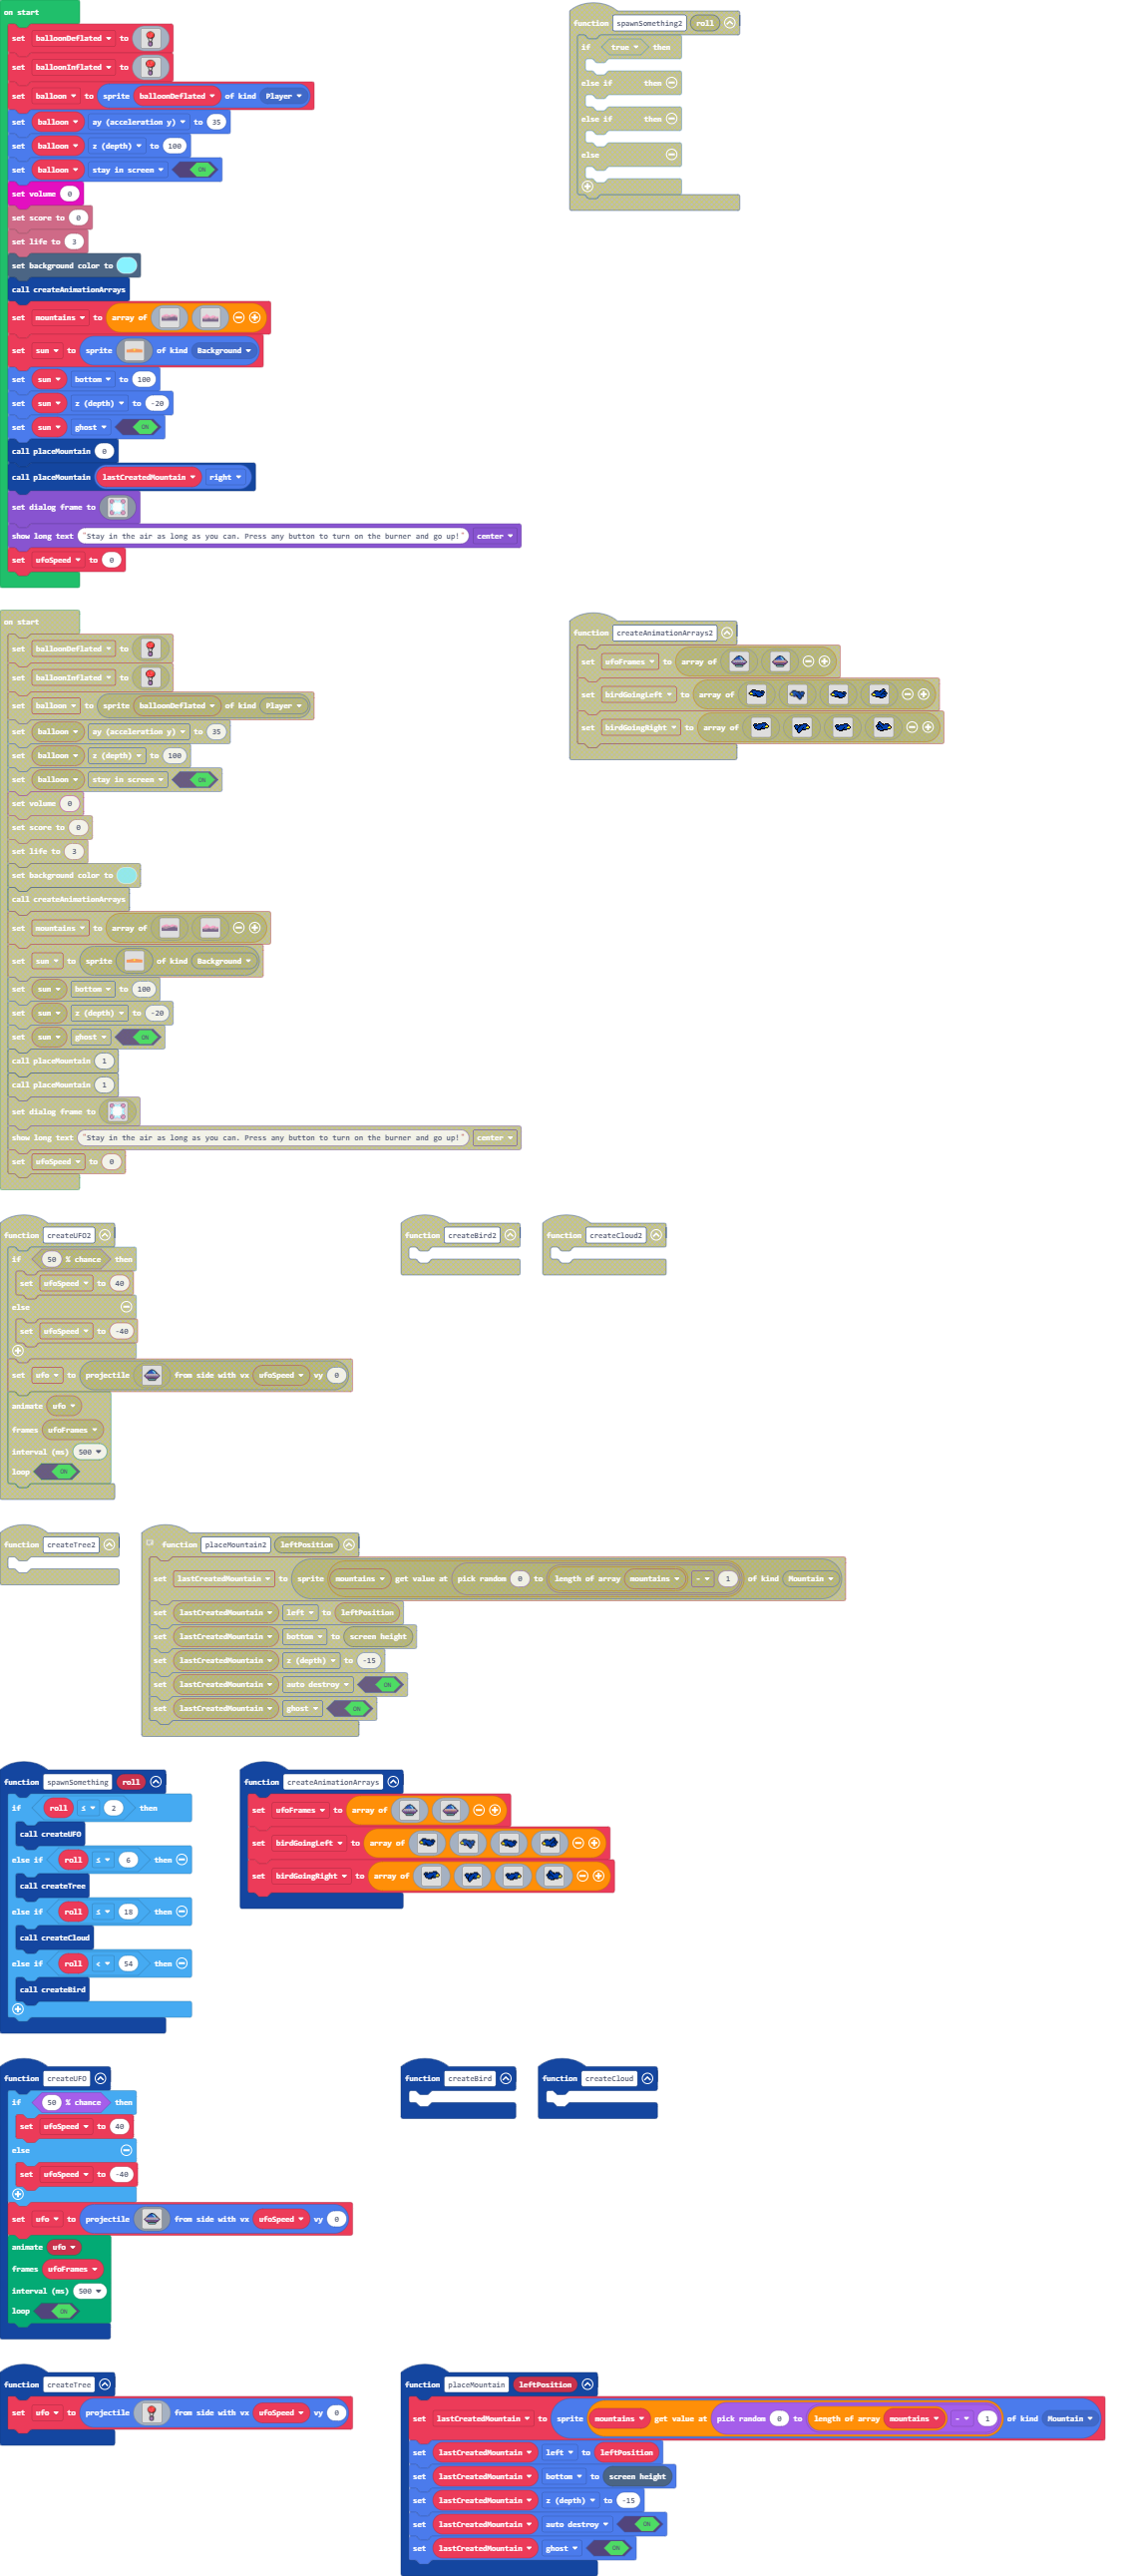 on start
set balloonDeflated to
set balloonInflated to
set balloon to sprite balloonDeflated of kind Player
set balloon ay (acceleration y) to 35
set balloon z (depth) to 100
set balloon stay in screen ON
set volume 0
set score to 0
set life to 3
set background color to
call createAnimationArrays
set mountains to array of
set sun to sprite of kind Background
set sun bottom to 100
set sun z (depth) to -20
set sun ghost ON
call placeMountain 0
call placeMountain lastCreatedMountain right
set dialog frame to
show long text "Stay in the air as long as you can. Press any button to turn on the burner and go up!" center
set ufoSpeed to 0
function spawnSomething2 roll
if true then
else if then
else if then
else
on start
set balloonDeflated to
set balloonInflated to
set balloon to sprite balloonDeflated of kind Player
set balloon ay (acceleration y) to 35
set balloon z (depth) to 100
set balloon stay in screen ON
set volume 0
set score to 0
set life to 3
set background color to
call createAnimationArrays
set mountains to array of
set sun to sprite of kind Background
set sun bottom to 100
set sun z (depth) to -20
set sun ghost ON
call placeMountain 1
call placeMountain 1
set dialog frame to
show long text "Stay in the air as long as you can. Press any button to turn on the burner and go up!" center
set ufoSpeed to 0
function createAnimationArrays2
set ufoFrames to array of
set birdGoingLeft to array of
set birdGoingRight to array of
function createUFO2
if 50 % chance then
set ufoSpeed to 40
else
set ufoSpeed to -40
set ufo to projectile from side with vx ufoSpeed vy 0
animate ufo
frames ufoFrames
interval (ms) 500
loop ON
function createBird2
function createCloud2
function createTree2
function placeMountain2 leftPosition
set lastCreatedMountain to sprite mountains get value at pick random 0 to length of array mountains - 1 of kind Mountain
set lastCreatedMountain left to leftPosition
set lastCreatedMountain bottom to screen height
set lastCreatedMountain z (depth) to -15
set lastCreatedMountain auto destroy ON
set lastCreatedMountain ghost ON
function spawnSomething roll
if roll ≤ 2 then
call createUFO
else if roll ≤ 6 then
call createTree
else if roll ≤ 18 then
call createCloud
else if roll < 54 then
call createBird
function createAnimationArrays
set ufoFrames to array of
set birdGoingLeft to array of
set birdGoingRight to array of
function createUFO
if 50 % chance then
set ufoSpeed to 40
else
set ufoSpeed to -40
set ufo to projectile from side with vx ufoSpeed vy 0
animate ufo
frames ufoFrames
interval (ms) 500
loop ON
function createBird
function createCloud
function createTree
set ufo to projectile from side with vx ufoSpeed vy 0
function placeMountain leftPosition
set lastCreatedMountain to sprite mountains get value at pick random 0 to length of array mountains - 1 of kind Mountain
set lastCreatedMountain left to leftPosition
set lastCreatedMountain bottom to screen height
set lastCreatedMountain z (depth) to -15
set lastCreatedMountain auto destroy ON
set lastCreatedMountain ghost ON